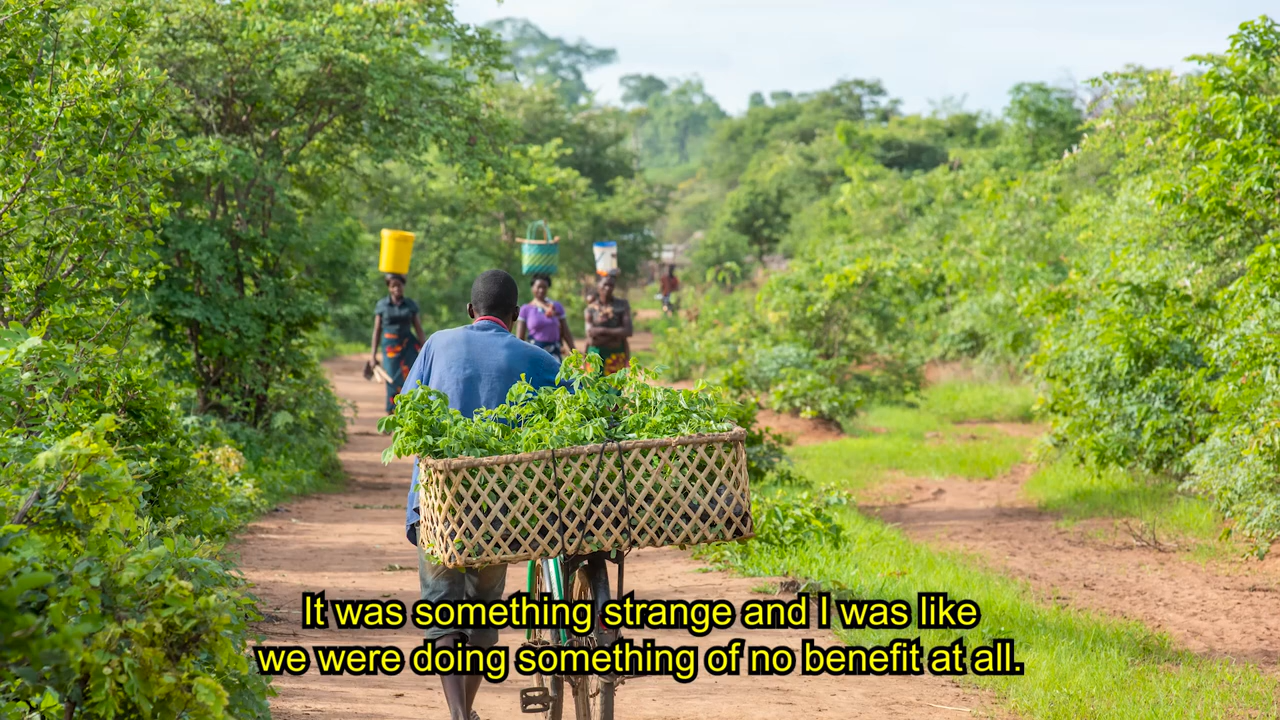 It was something strange and I was like
we were doing something of no benefit at all.